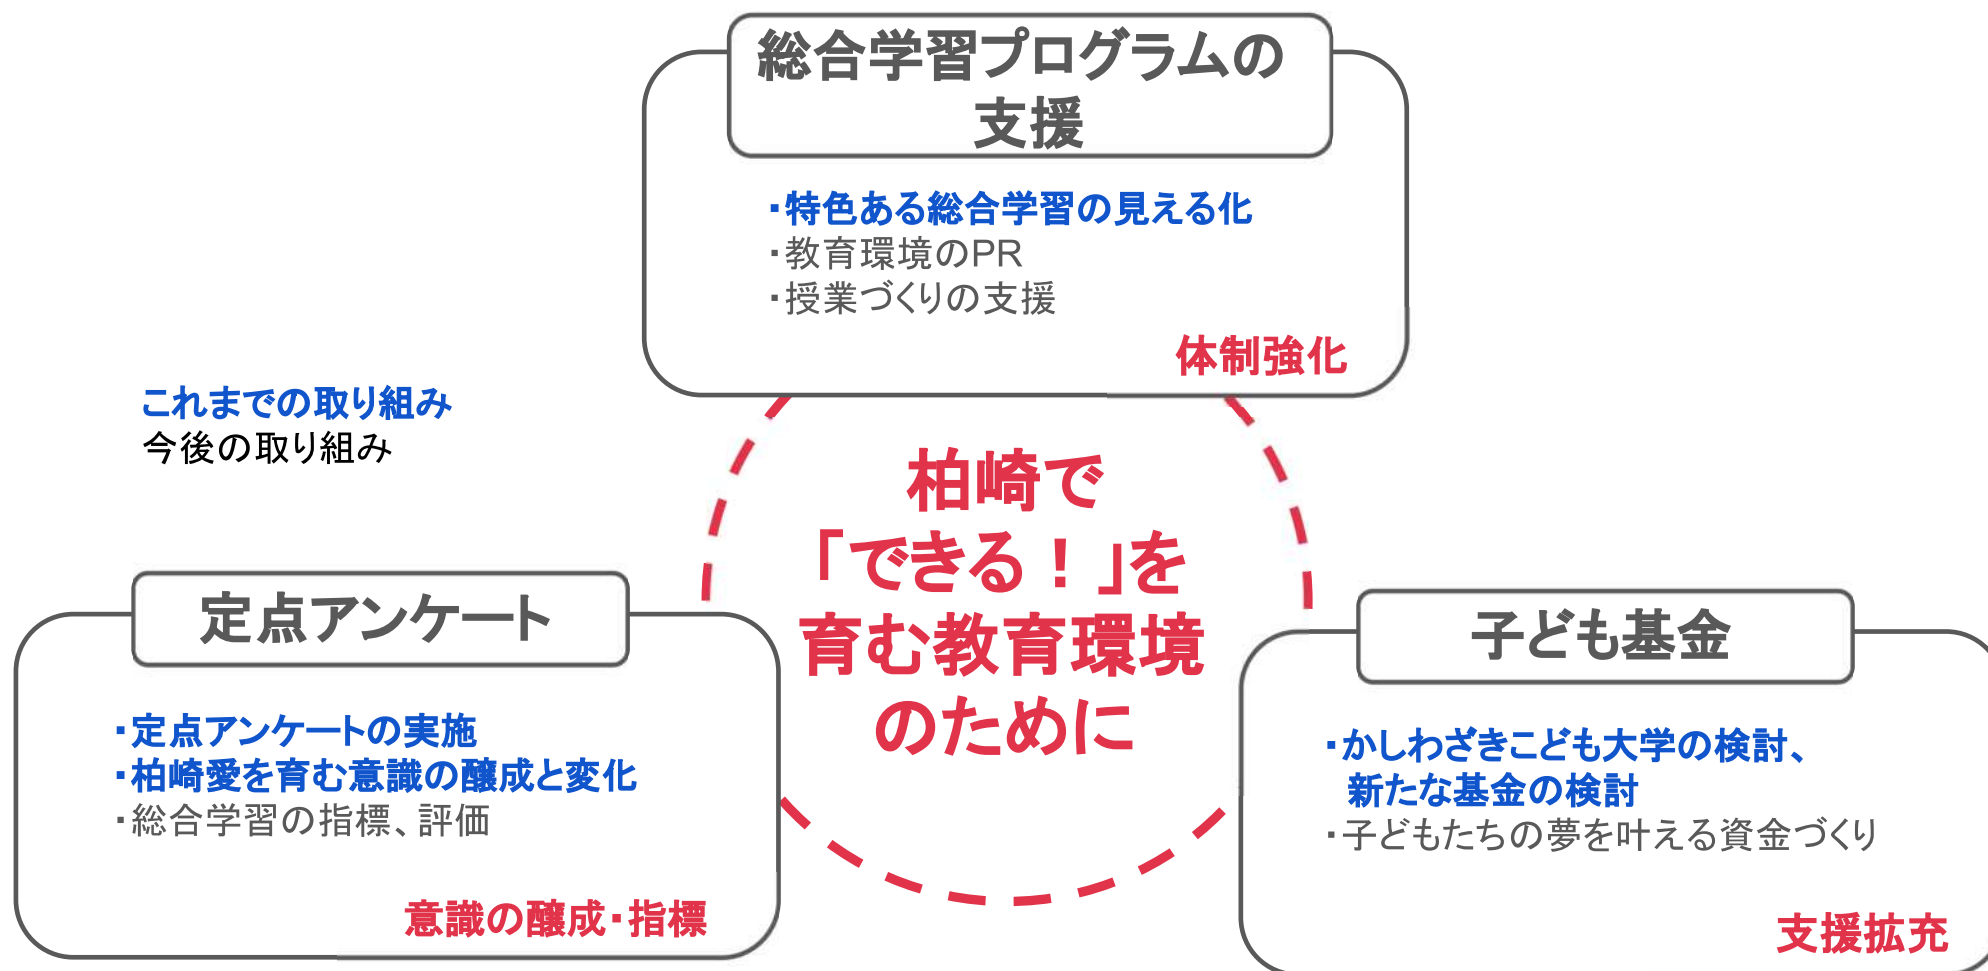 総合学習プログラムの
支援
・特色ある総合学習の見える化
・教育環境のPR
・授業づくりの支援
体制強化
これまでの取り組み
今後の取り組み
柏崎で
「できる！」を
育む教育環境
のために
定点アンケート
・定点アンケートの実施
・柏崎愛を育む意識の醸成と変化
・総合学習の指標、評価
意識の醸成・指標
子ども基金
・かしわざきこども大学の検討、
新たな基金の検討
・子どもたちの夢を叶える資金づくり
支援拡充